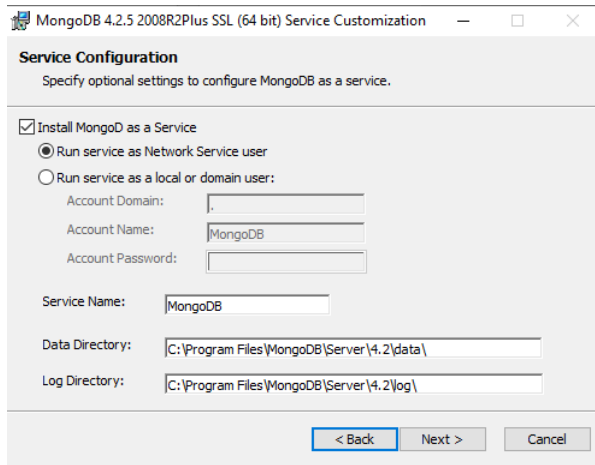 MongoDB 4.2.5 2008R2Plus SSL (64 bit) Service Customization
Service Configuration
Specify optional settings to configure MongoDB as a service.
Install MongoD as a Service
Run service as Network Service user
Run service as a local or domain user:
Account Domain: .
Account Name: MongoDB
Account Password:
Service Name: MongoDB
Data Directory: C:\Program Files\MongoDB\Server\4.2\data\
Log Directory: C:\Program Files\MongoDB\Server\4.2\log\
< Back Next > Cancel